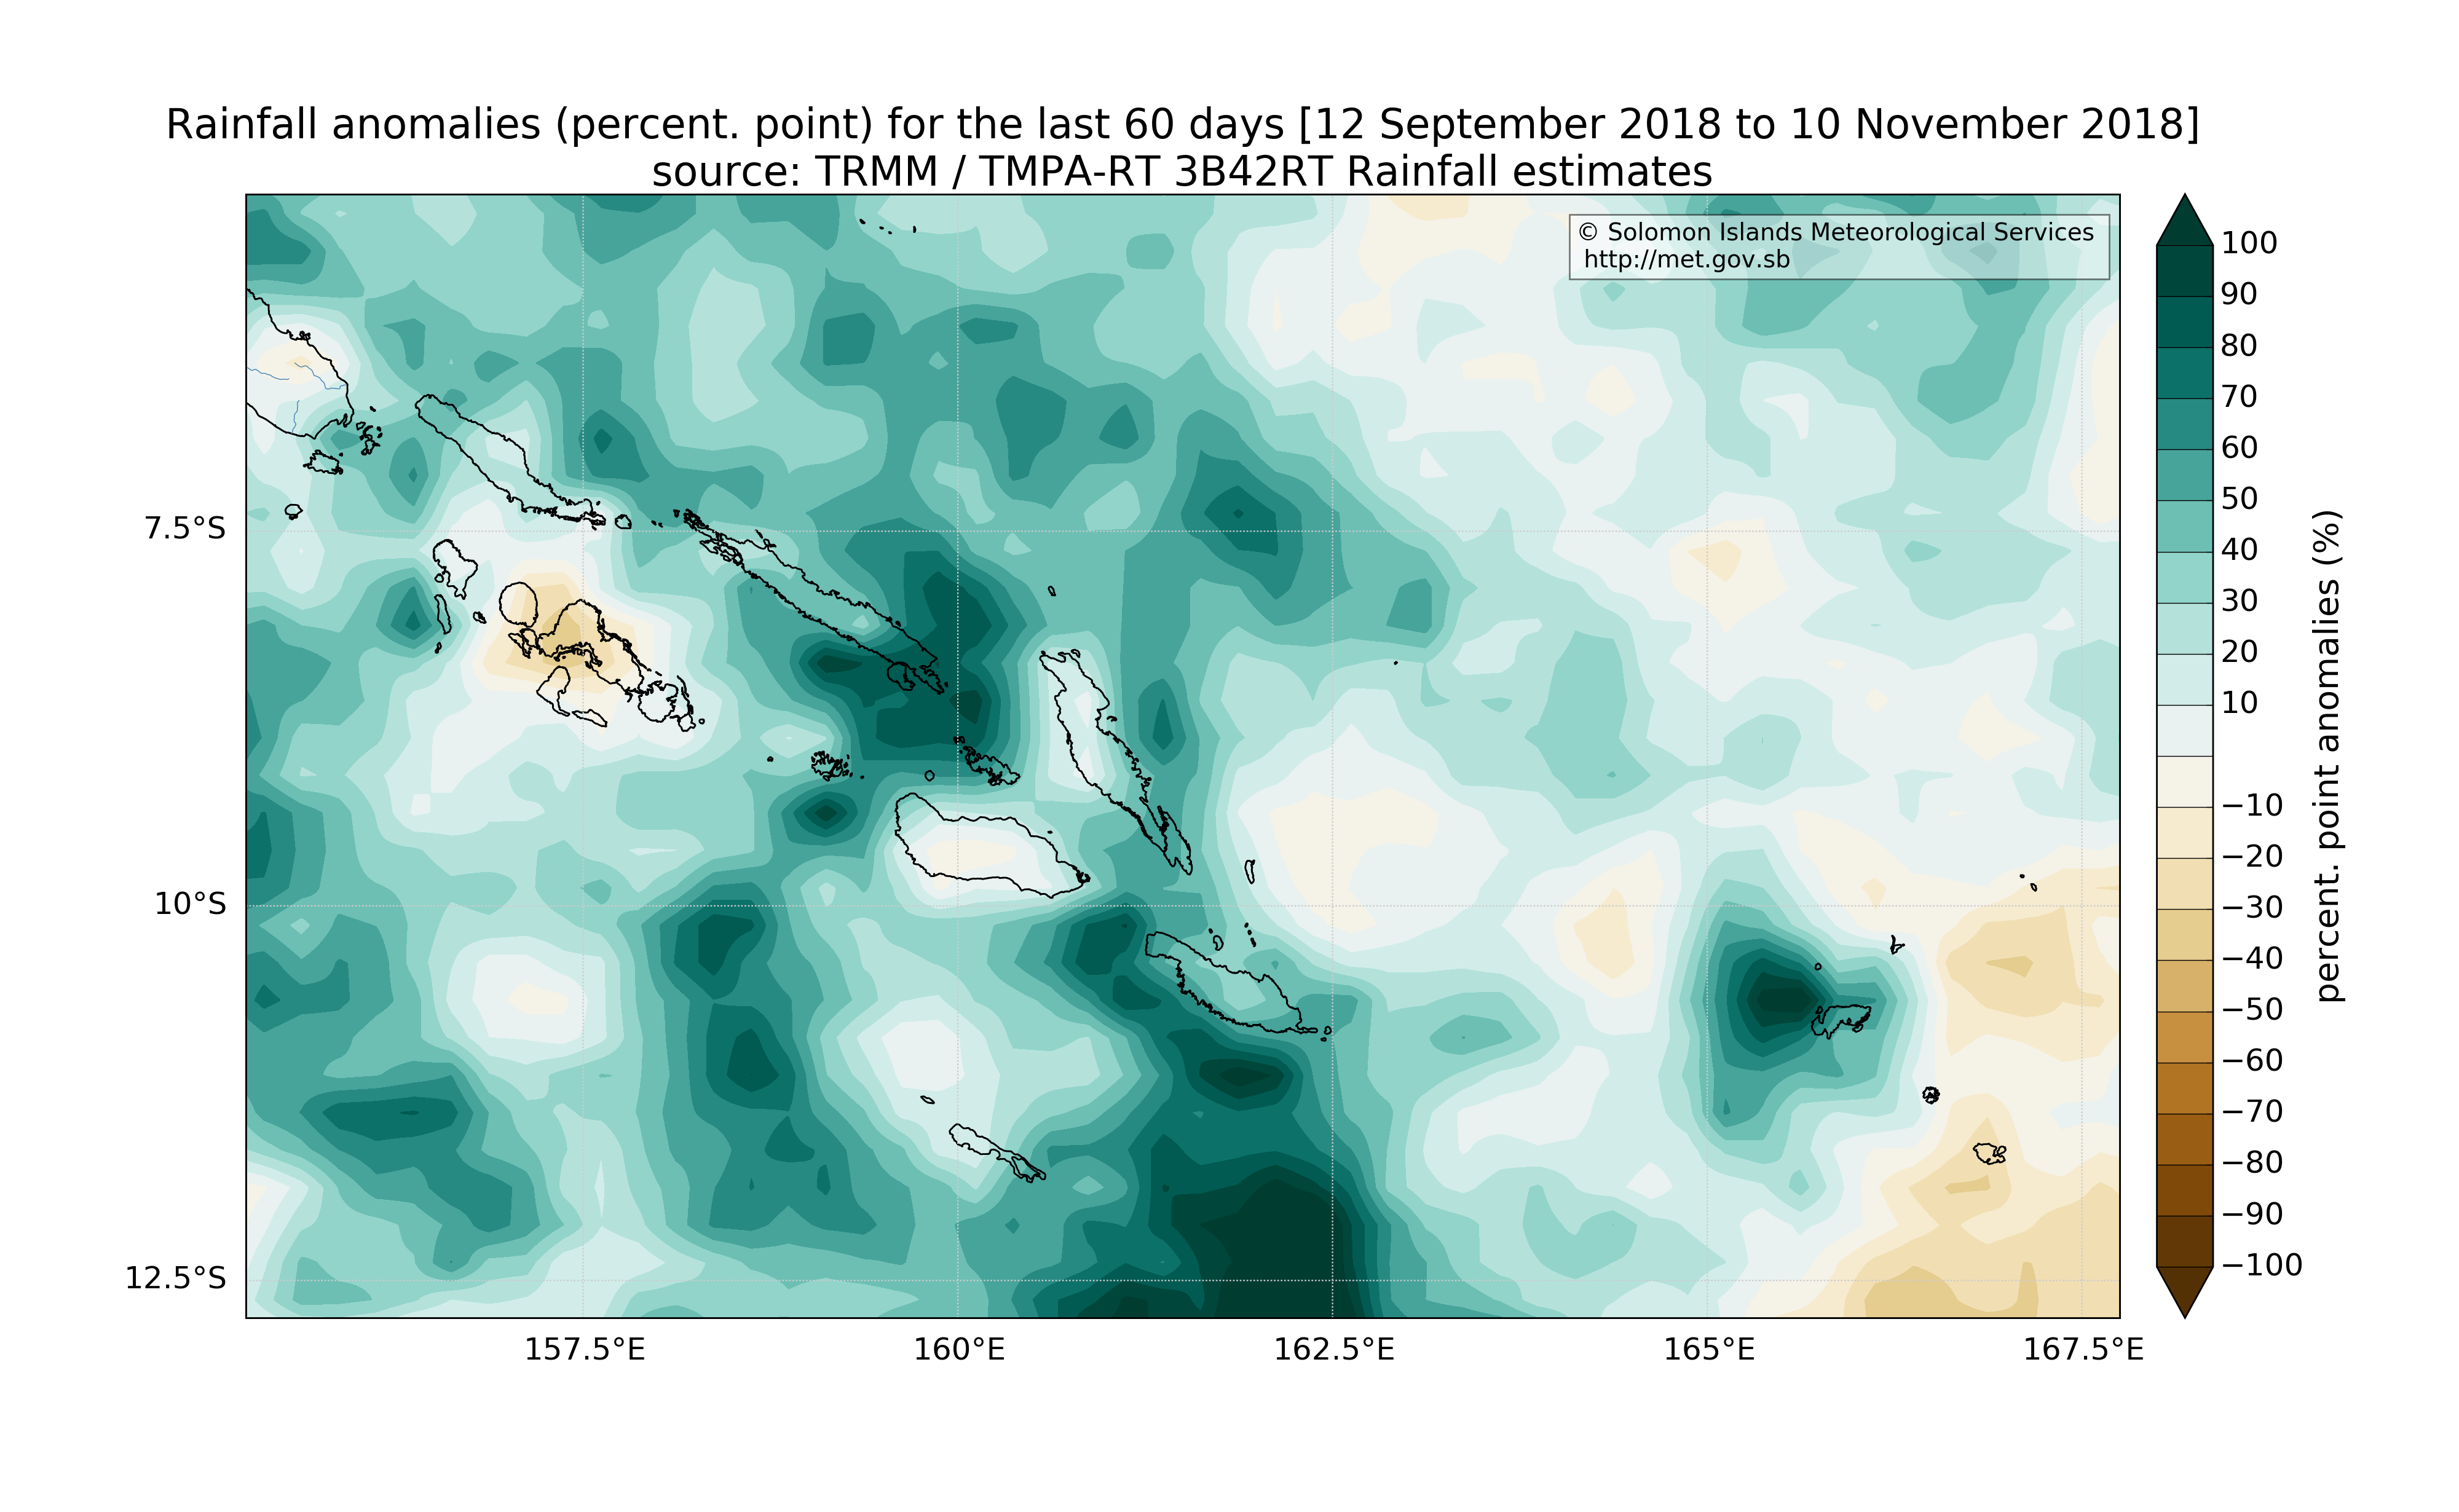 Rainfall anomalies (percent. point) for the last 60 days [12 September 2018 to 10 November 2018]
source: TRMM / TMPA-RT 3B42RT Rainfall estimates
© Solomon Islands Meteorological Services
http://met.gov.sb
7.5°S
10°S
12.5°S
157.5°E
160°E
162.5°E
165°E
167.5°E
100
90
80
70
60
50
40
30
20
10
−10
−20
−30
−40
−50
−60
−70
−80
−90
−100
percent. point anomalies (%)